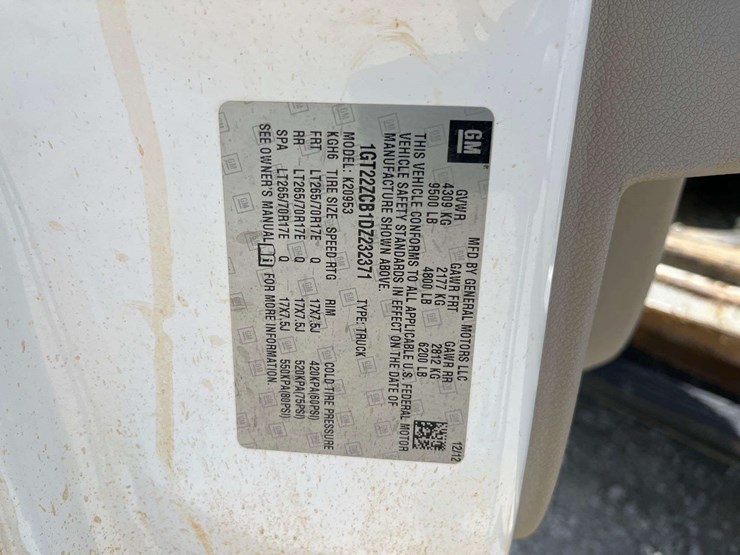 GM
MFD BY GENERAL MOTORS LLC 12/12
GVWR GAWR FRT GAWR RR
4309 KG 2177 KG 2812 KG
9500 LB 4800 LB 6200 LB
THIS VEHICLE CONFORMS TO ALL APPLICABLE U.S. FEDERAL MOTOR
VEHICLE SAFETY STANDARDS IN EFFECT ON THE DATE OF
MANUFACTURE SHOWN ABOVE.
1GT22ZCB1DZ232371 TYPE: TRUCK
MODEL: K20953
KGH6 TIRE SIZE SPEED RTG RIM COLD TIRE PRESSURE
FRT LT265/70R17E Q 17X7.5J 420KPA(60PSI)
RR LT265/70R17E Q 17X7.5J 520KPA(75PSI)
SPA LT265/70R17E Q 17X7.5J 550KPA(80PSI)
SEE OWNER'S MANUAL FOR MORE INFORMATION.